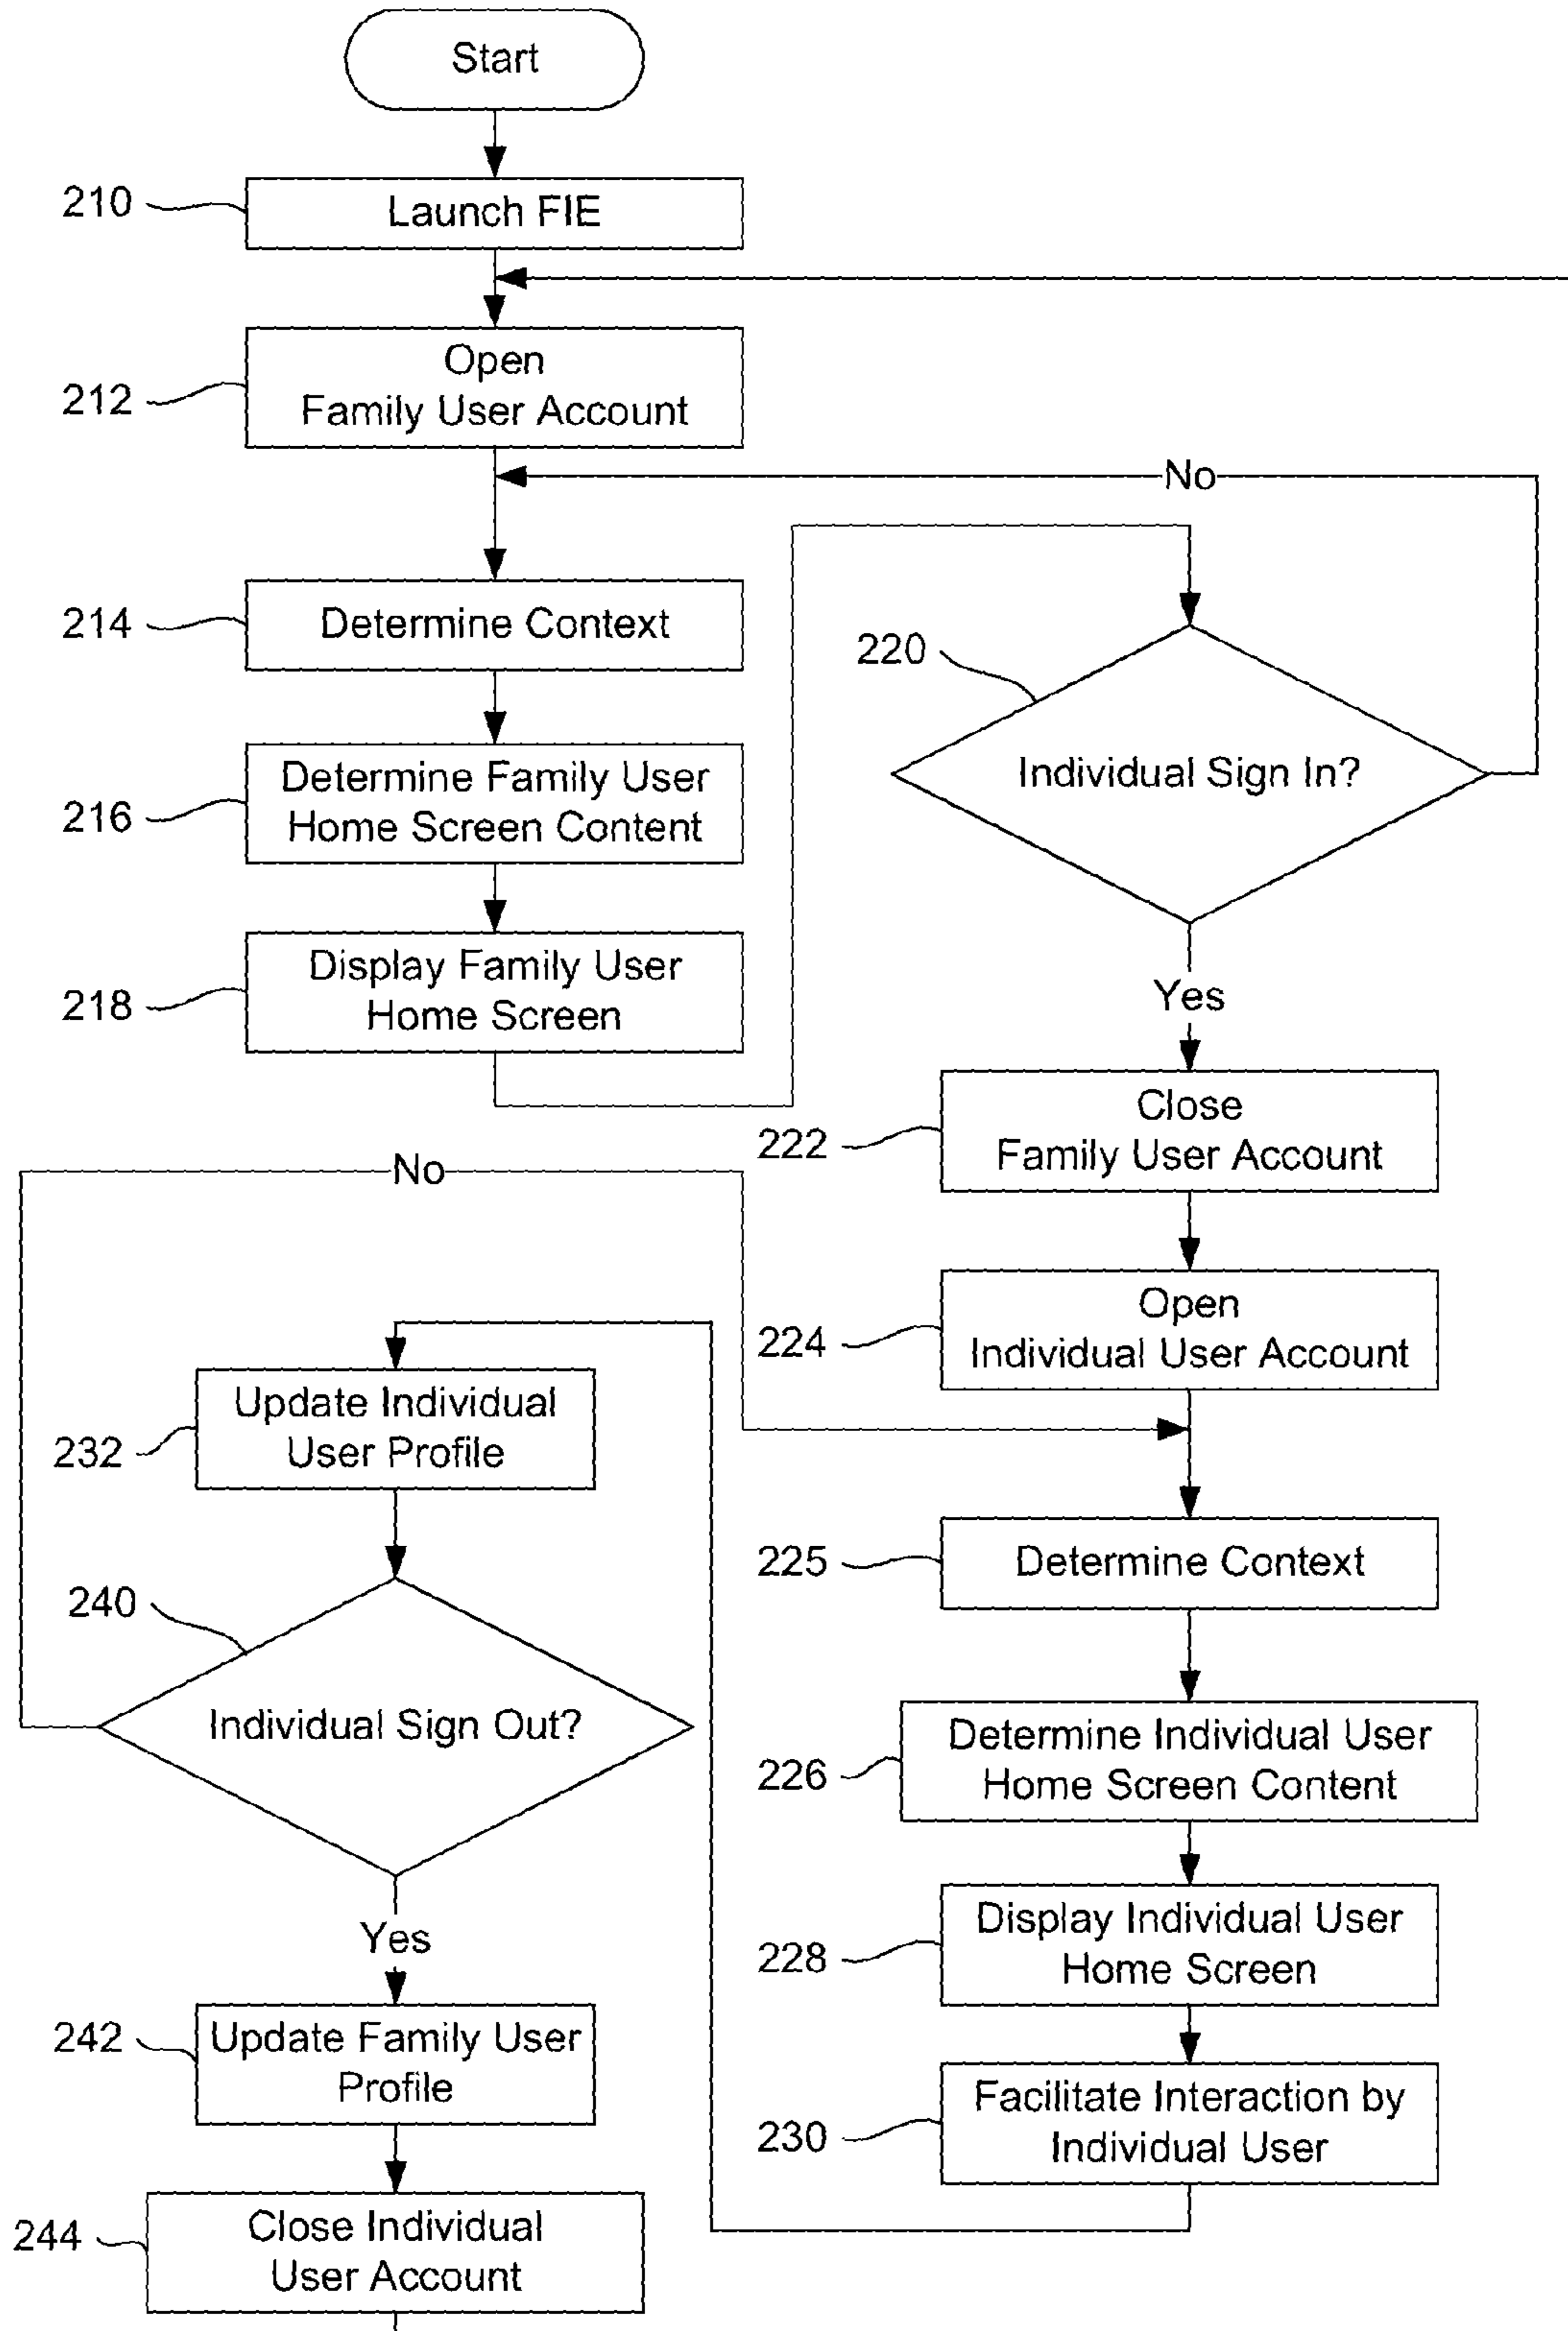 Start
210
Launch FIE
212
Open
Family User Account
No
214
Determine Context
220
Individual Sign In?
216
Determine Family User
Home Screen Content
218
Display Family User
Home Screen
Yes
222
Close
Family User Account
No
224
Open
Individual User Account
232
Update Individual
User Profile
225
Determine Context
240
Individual Sign Out?
226
Determine Individual User
Home Screen Content
Yes
228
Display Individual User
Home Screen
242
Update Family User
Profile
230
Facilitate Interaction by
Individual User
244
Close Individual
User Account